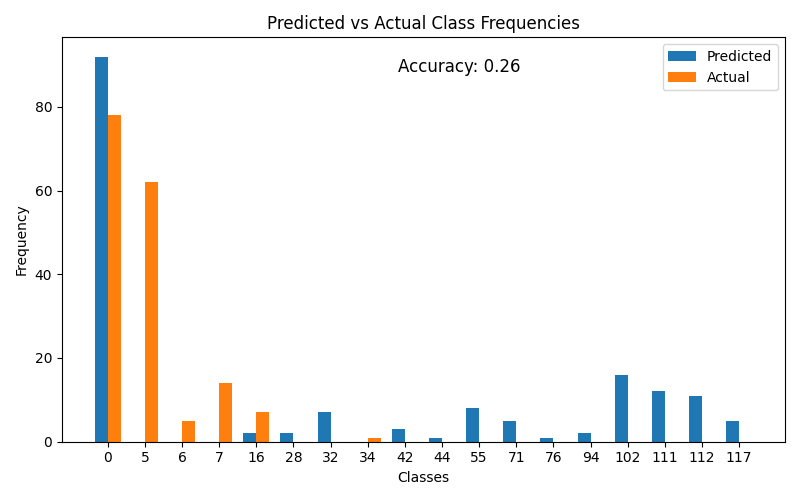 Predicted vs Actual Class Frequencies
Accuracy: 0.26
Predicted
Actual
Frequency
80
60
40
20
0
0 5 6 7 16 28 32 34 42 44 55 71 76 94 102 111 112 117
Classes